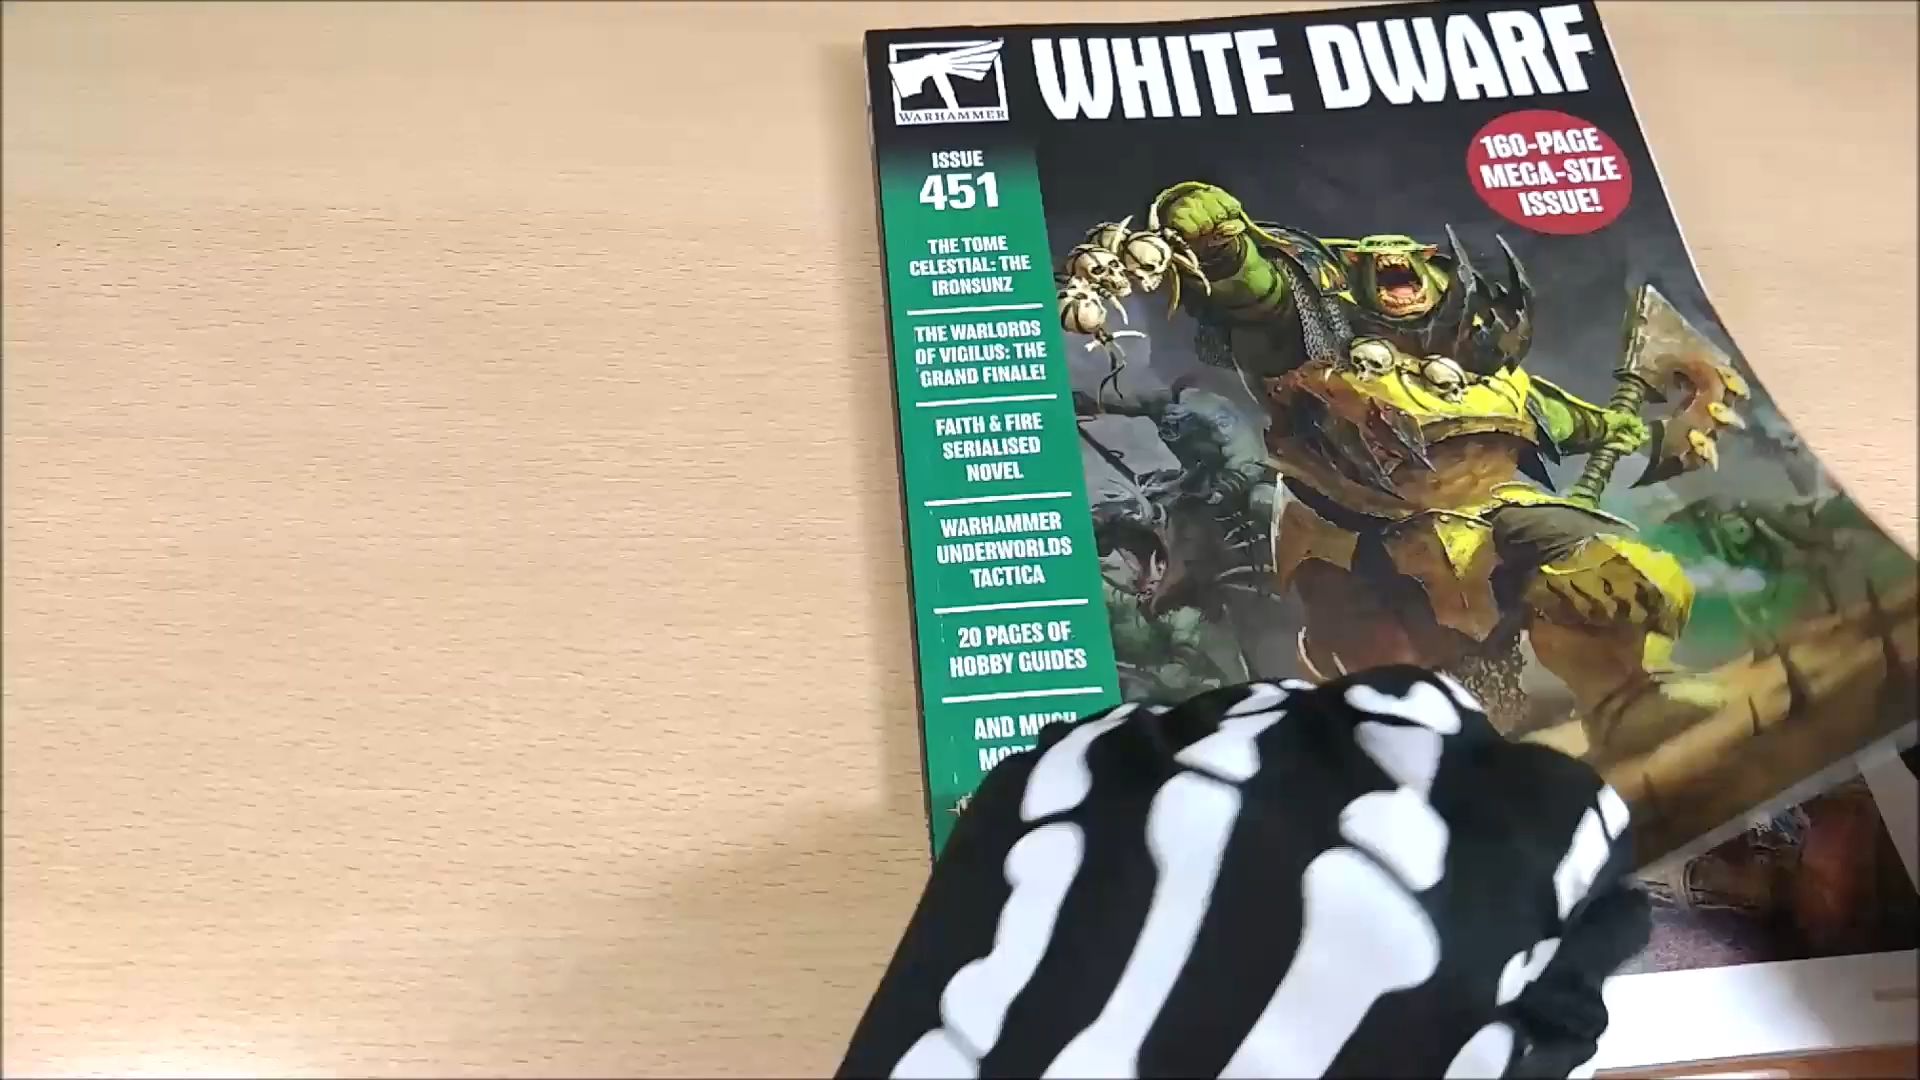 WHITE DWARF
WARHAMMER
160-PAGE
MEGA-SIZE
ISSUE!
ISSUE
451
THE TOME
CELESTIAL: THE
IRONSUNZ
THE WARLORDS
OF VIGILUS: THE
GRAND FINALE!
FAITH & FIRE
SERIALISED
NOVEL
WARHAMMER
UNDERWORLDS
TACTICA
20 PAGES OF
HOBBY GUIDES
AND MUCH
MORE